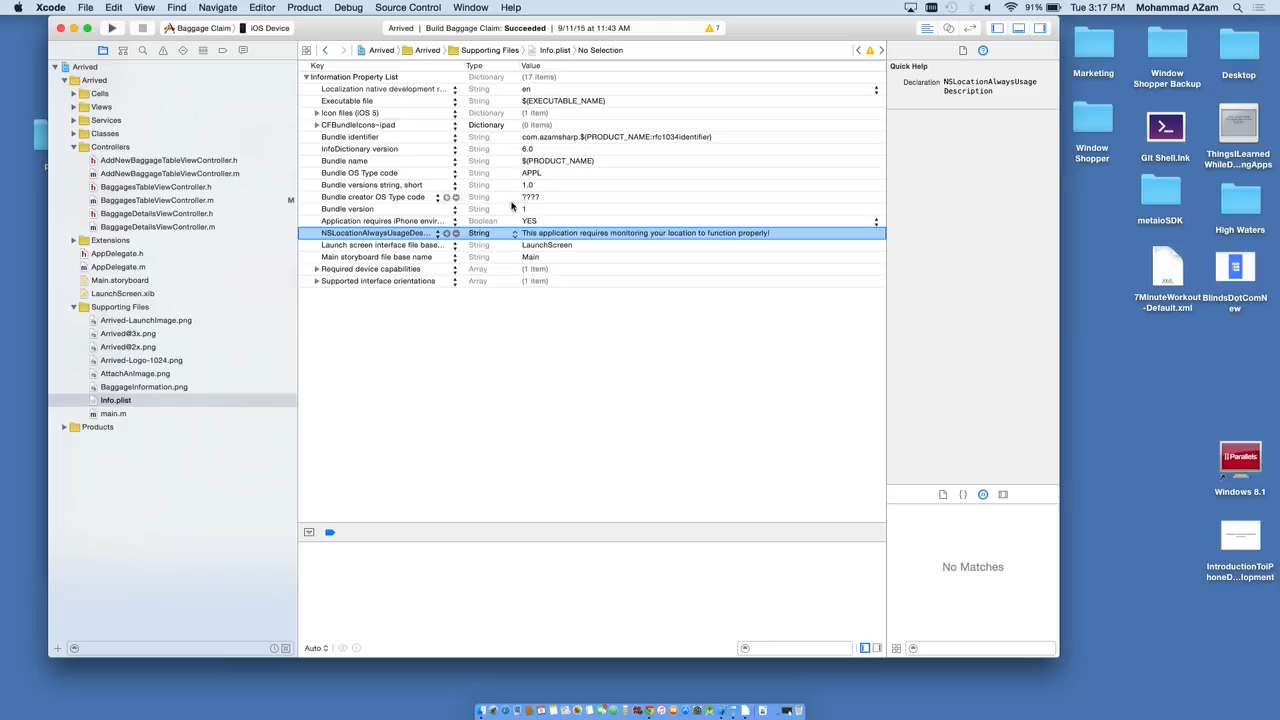 Xcode File Edit View Find Navigate Editor Product Debug Source Control Window Help
91% Tue 3:17 PM Mohammad AZam
Baggage Claim iOS Device
Arrived Build Baggage Claim: Succeeded 9/11/15 at 11:43 AM 7
Arrived Arrived Supporting Files Info.plist No Selection
Arrived
Arrived
Cells
Views
Services
Classes
Controllers
AddNewBaggageTableViewController.h
AddNewBaggageTableViewController.m
BaggagesTableViewController.h
BaggagesTableViewController.m M
BaggageDetailsViewController.h
BaggageDetailsViewController.m
Extensions
AppDelegate.h
AppDelegate.m
Main.storyboard
LaunchScreen.xib
Supporting Files
Arrived-LaunchImage.png
Arrived@3x.png
Arrived@2x.png
Arrived-Logo-1024.png
AttachAnImage.png
BaggageInformation.png
Info.plist
main.m
Products
Key Type Value
Information Property List Dictionary (17 items)
Localization native development r... String en
Executable file String $(EXECUTABLE_NAME)
Icon files (iOS 5) Dictionary (1 item)
CFBundleIcons~ipad Dictionary (0 items)
Bundle identifier String com.azamsharp.$(PRODUCT_NAME:rfc1034identifier)
InfoDictionary version String 6.0
Bundle name String $(PRODUCT_NAME)
Bundle OS Type code String APPL
Bundle versions string, short String 1.0
Bundle creator OS Type code String ????
Bundle version String 1
Application requires iPhone envir... Boolean YES
NSLocationAlwaysUsageDes... String This application requires monitoring your location to function properly!
Launch screen interface file base... String LaunchScreen
Main storyboard file base name String Main
Required device capabilities Array (1 item)
Supported interface orientations Array (1 item)
Auto
Quick Help
Declaration NSLocationAlwaysUsage
Description
No Matches
Marketing
Window
Shopper Backup
Desktop
Window
Shopper
Git Shell.lnk
ThingsILearned
WhileD...ngApps
metaioSDK
High Waters
XML
7MinuteWorkout
-Default.xml
BlindsDotComN
ew
Parallels
Windows 8.1
IntroductionToiP
honeD...lopment